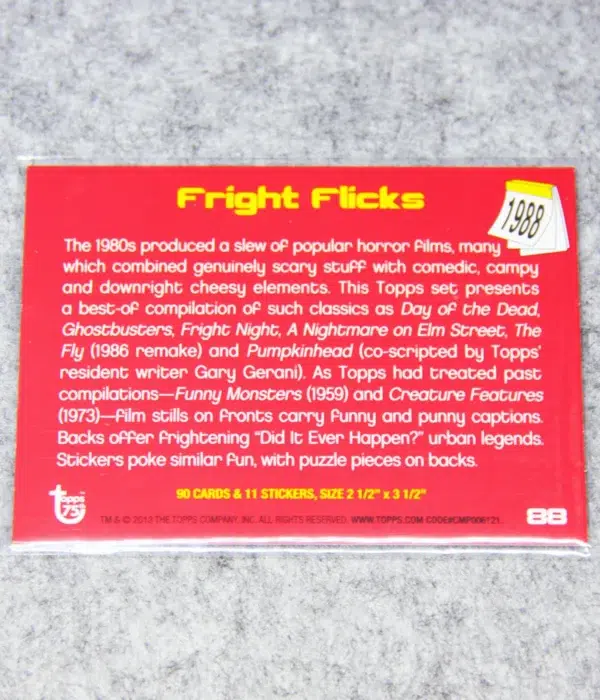 Fright Flicks
1988
The 1980s produced a slew of popular horror films, many
which combined genuinely scary stuff with comedic, campy
and downright cheesy elements. This Topps set presents
a best-of compilation of such classics as Day of the Dead,
Ghostbusters, Fright Night, A Nightmare on Elm Street, The
Fly (1986 remake) and Pumpkinhead (co-scripted by Topps'
resident writer Gary Gerani). As Topps had treated past
compilations—Funny Monsters (1959) and Creature Features
(1973)—film stills on fronts carry funny and punny captions.
Backs offer frightening "Did It Ever Happen?" urban legends.
Stickers poke similar fun, with puzzle pieces on backs.
90 CARDS & 11 STICKERS, SIZE 2 1/2" x 3 1/2"
topps
75
TM & © 2013 THE TOPPS COMPANY, INC. ALL RIGHTS RESERVED. WWW.TOPPS.COM CODE#CMP006121
88